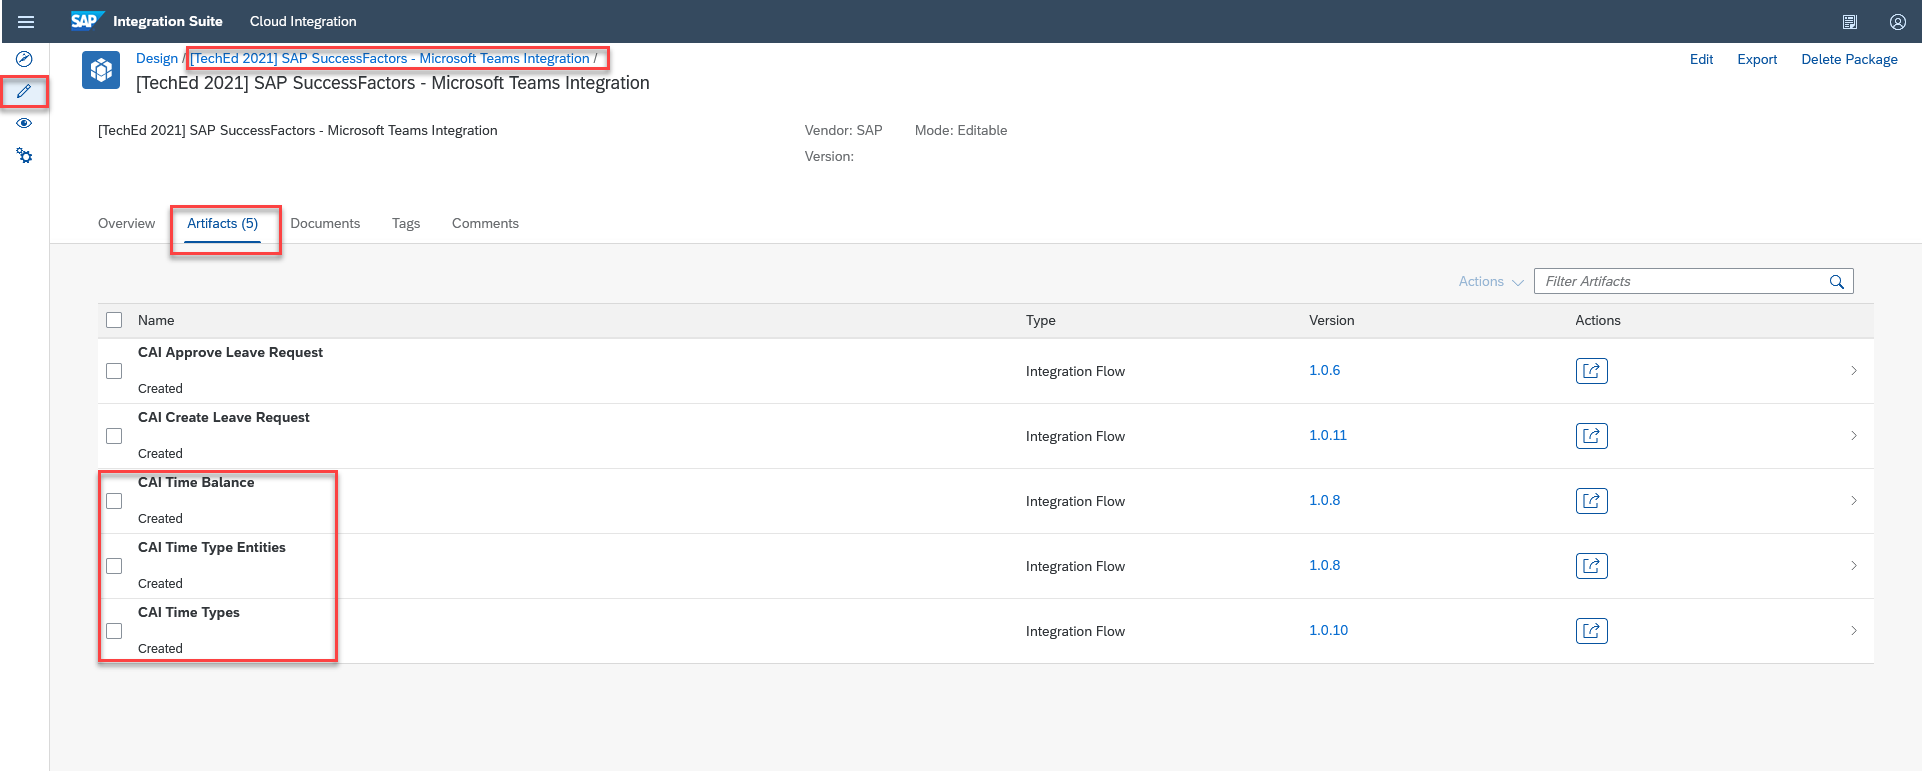 SAP Integration Suite Cloud Integration
Design / [TechEd 2021] SAP SuccessFactors - Microsoft Teams Integration /
Edit Export Delete Package
[TechEd 2021] SAP SuccessFactors - Microsoft Teams Integration
[TechEd 2021] SAP SuccessFactors - Microsoft Teams Integration
Vendor: SAP Mode: Editable
Version:
Overview Artifacts (5) Documents Tags Comments
Actions Filter Artifacts
Name Type Version Actions
CAI Approve Leave Request
Integration Flow 1.0.6
Created
CAI Create Leave Request
Integration Flow 1.0.11
Created
CAI Time Balance
Integration Flow 1.0.8
Created
CAI Time Type Entities
Integration Flow 1.0.8
Created
CAI Time Types
Integration Flow 1.0.10
Created